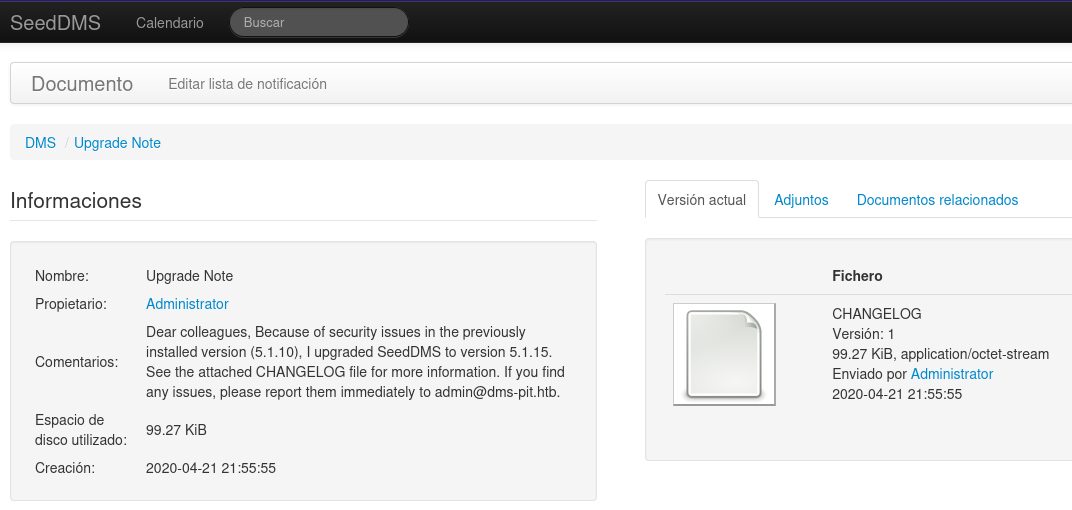 SeedDMS Calendario Buscar
Documento Editar lista de notificación
DMS / Upgrade Note
Informaciones
Nombre: Upgrade Note
Propietario: Administrator
Comentarios: Dear colleagues, Because of security issues in the previously
installed version (5.1.10), I upgraded SeedDMS to version 5.1.15.
See the attached CHANGELOG file for more information. If you find
any issues, please report them immediately to admin@dms-pit.htb.
Espacio de
disco utilizado: 99.27 KiB
Creación: 2020-04-21 21:55:55
Versión actual Adjuntos Documentos relacionados
Fichero
CHANGELOG
Versión: 1
99.27 KiB, application/octet-stream
Enviado por Administrator
2020-04-21 21:55:55